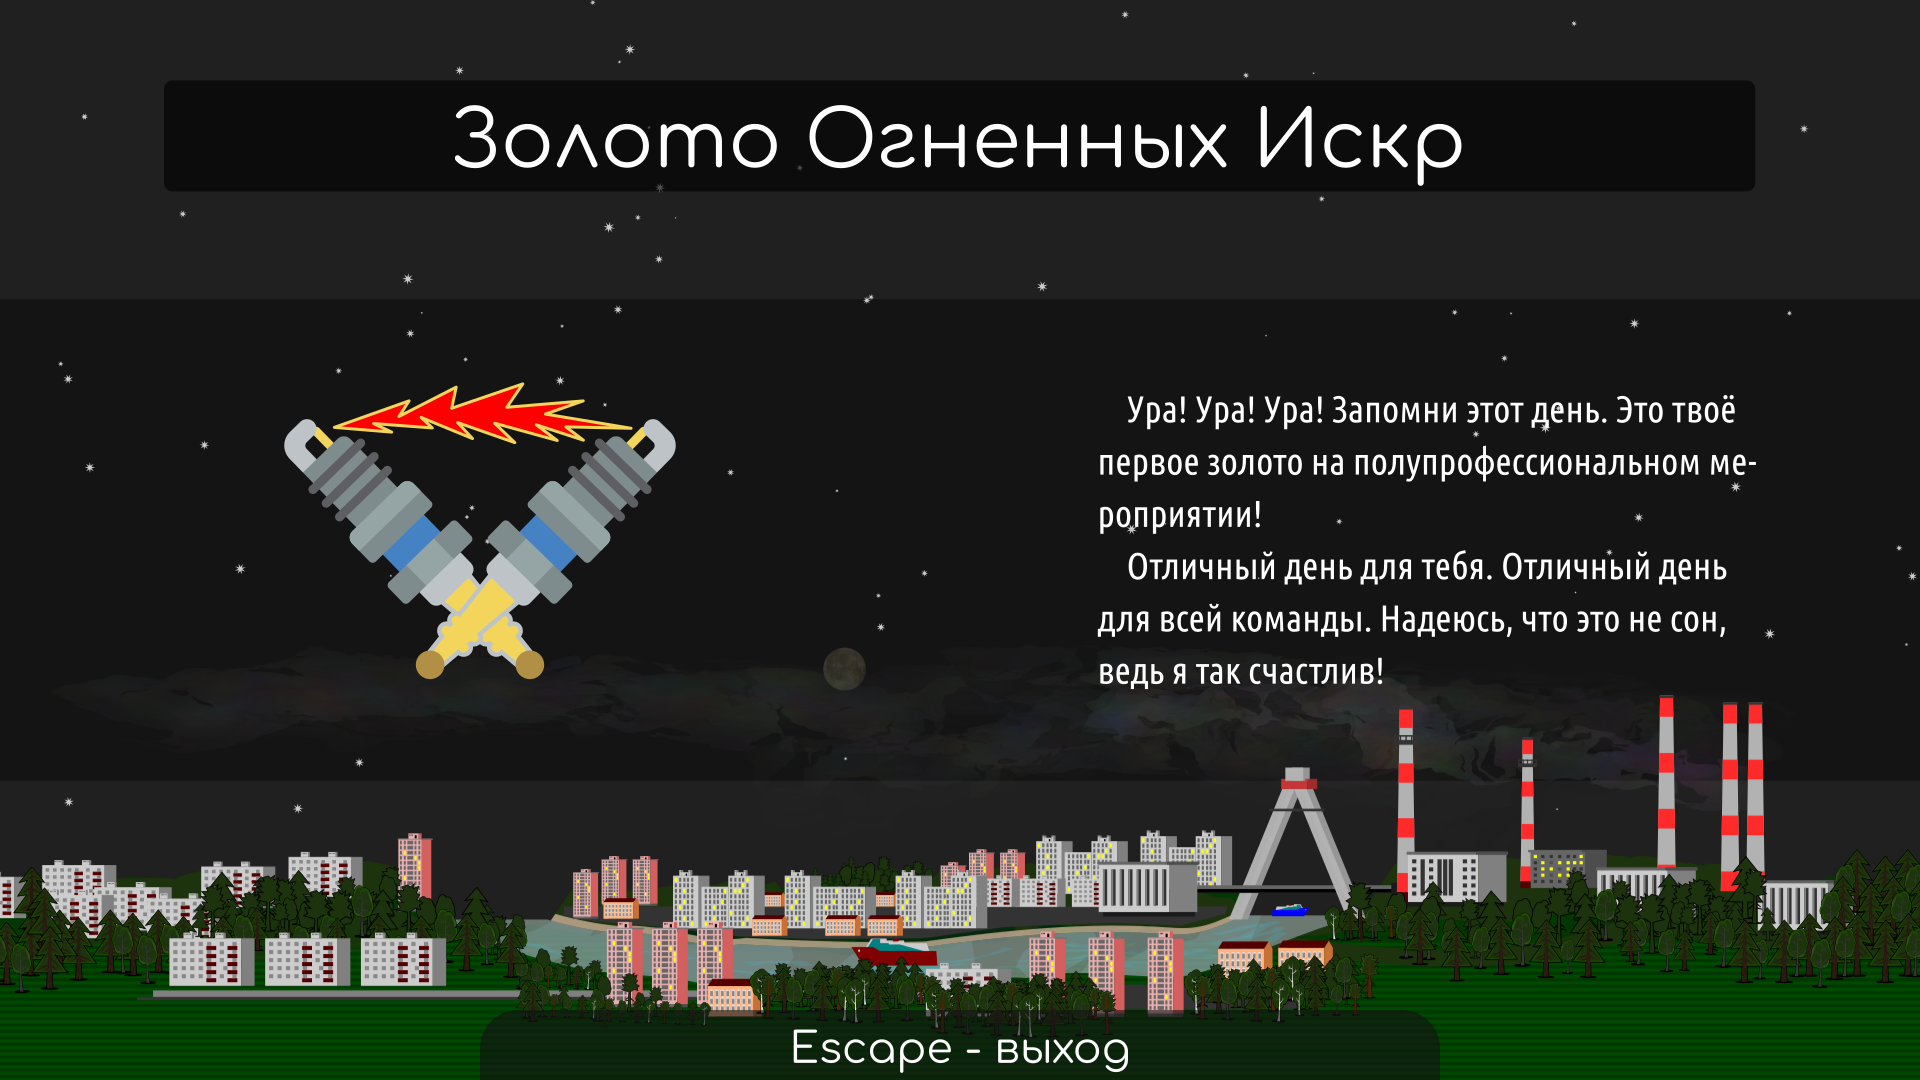 Золото Огненных Искр
Ура! Ура! Ура! Запомни этот день. Это твоё
первое золото на полупрофессиональном ме-
роприятии!
Отличный день для тебя. Отличный день
для всей команды. Надеюсь, что это не сон,
ведь я так счастлив!
Escape - выход